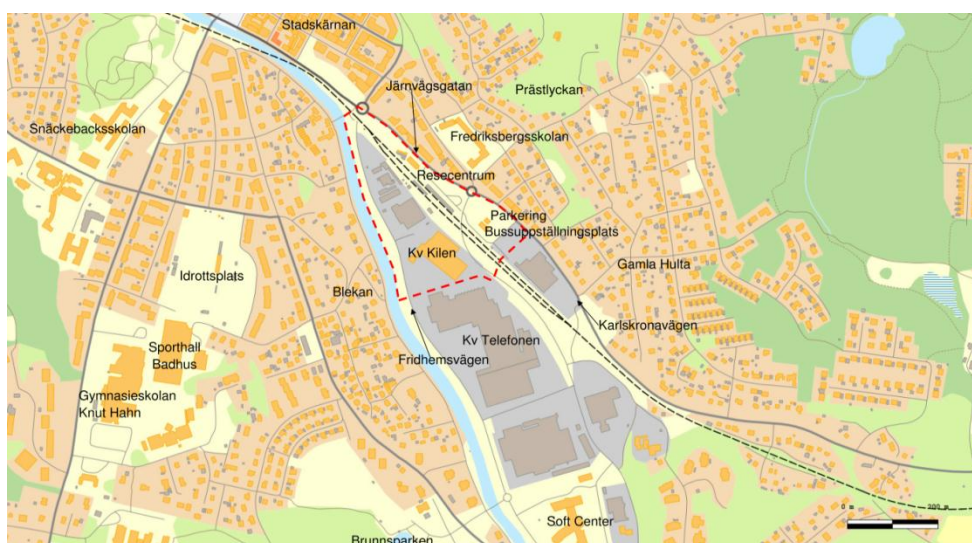 Stadskärnan
Järnvägsgatan
Prästlyckan
Snäckebacksskolan
Fredriksbergsskolan
Resecentrum
Parkering
Bussuppställningsplats
Kv Kilen
Gamla Hulta
Idrottsplats
Blekan
Karlskronavägen
Kv Telefonen
Sporthall
Badhus
Fridhemsvägen
Gymnasieskolan
Knut Hahn
Soft Center
Brunnsparken